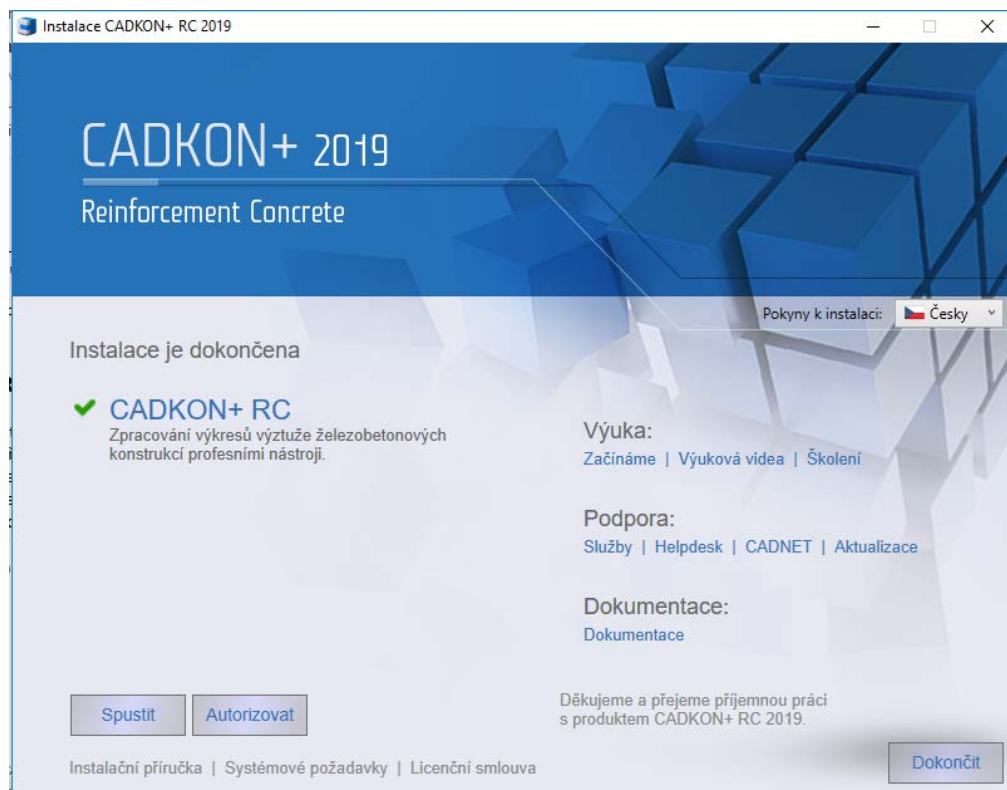 Instalace CADKON+ RC 2019
CADKON+ 2019
Reinforcement Concrete
Pokyny k instalaci:
Česky
Instalace je dokončena
CADKON+ RC
Zpracování výkresů výztuže železobetonových
konstrukcí profesními nástroji.
Výuka:
Začínáme | Výuková videa | Školení
Podpora:
Služby | Helpdesk | CADNET | Aktualizace
Dokumentace:
Dokumentace
Spustit
Autorizovat
Děkujeme a přejeme příjemnou práci
s produktem CADKON+ RC 2019.
Dokončit
Instalační příručka | Systémové požadavky | Licenční smlouva